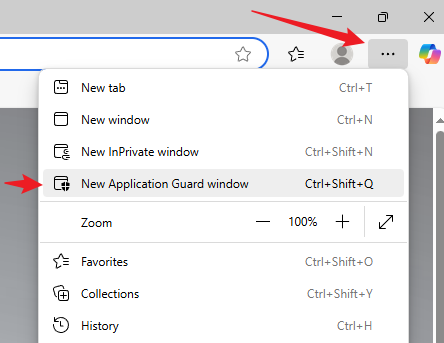 New tab Ctrl+T
New window Ctrl+N
New InPrivate window Ctrl+Shift+N
New Application Guard window Ctrl+Shift+Q
Zoom — 100% +
Favorites Ctrl+Shift+O
Collections Ctrl+Shift+Y
History Ctrl+H